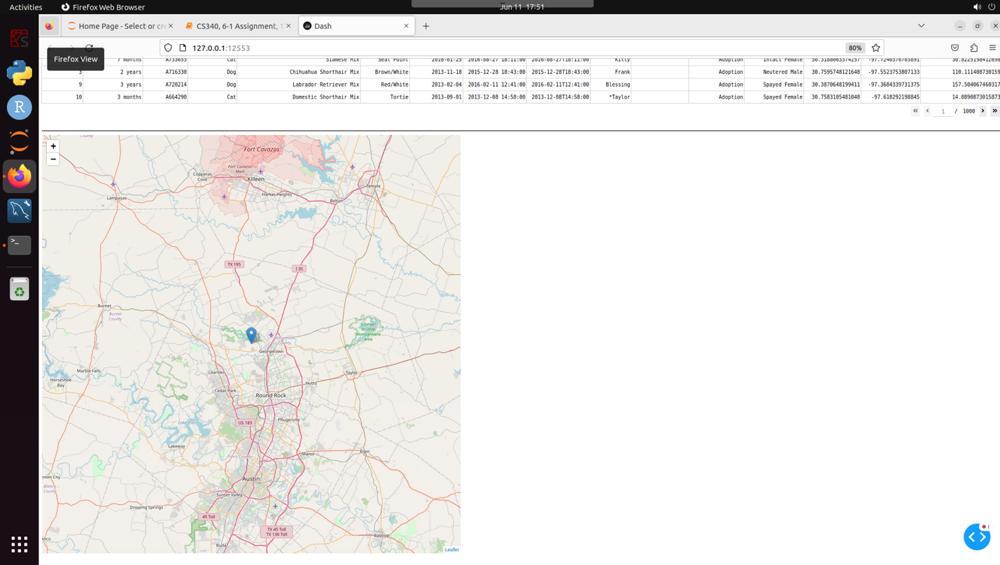 Activities Firefox Web Browser Jun 11 17:51
Home Page - Select or cre CS340, 6-1 Assignment, 1 Dash
127.0.0.1:12553 80%
Firefox View
7 months A733653 Cat Siamese Mix Seal Point 2016-01-25 2016-08-27 18:11:00 2016-08-27T18:11:00 Kitty Adoption Intact Female 30.3188063374257 -97.7240376703891
3 2 years A716330 Dog Chihuahua Shorthair Mix Brown/White 2013-11-18 2015-12-28 18:43:00 2015-12-28T18:43:00 Frank Adoption Neutered Male 30.7595748121648 -97.5523753807133 110.111408730159
9 3 years A720214 Dog Labrador Retriever Mix Red/White 2013-02-04 2016-02-11 12:41:00 2016-02-11T12:41:00 Blessing Adoption Spayed Female 30.3870648199411 -97.3684339731375 157.504067460317
10 3 months A664290 Cat Domestic Shorthair Mix Tortie 2013-09-01 2013-12-08 14:58:00 2013-12-08T14:58:00 *Taylor Adoption Spayed Female 30.7583105481048 -97.618292198845 14.0890873015873
« ‹ 1 / 1000 › »
+
−
County
Fort Cavazos
Fort Cavazos
Main
Copperas
Cove
Killeen
Harker Heights
Temple
Lampasas
Belton
TX 195
I 35
Buchanan
Burnet
Burnet
County
Granger
Wildlife
Management
Area
Williamson
County
Georgetown
Marble Falls
Leander
Taylor
Horseshoe
Bay
Hutto
Cedar Park
Round Rock
US 183
Pflugerville
Lake Travis
Lakeway
Manor
Elgin
Travis County
nson City
Austin
Blanco
County
Sunset Valley
Dripping Springs
45 Toll
TX 45 Toll
TX 130 Toll
Bastrop
anco
Buda
Leaflet
1